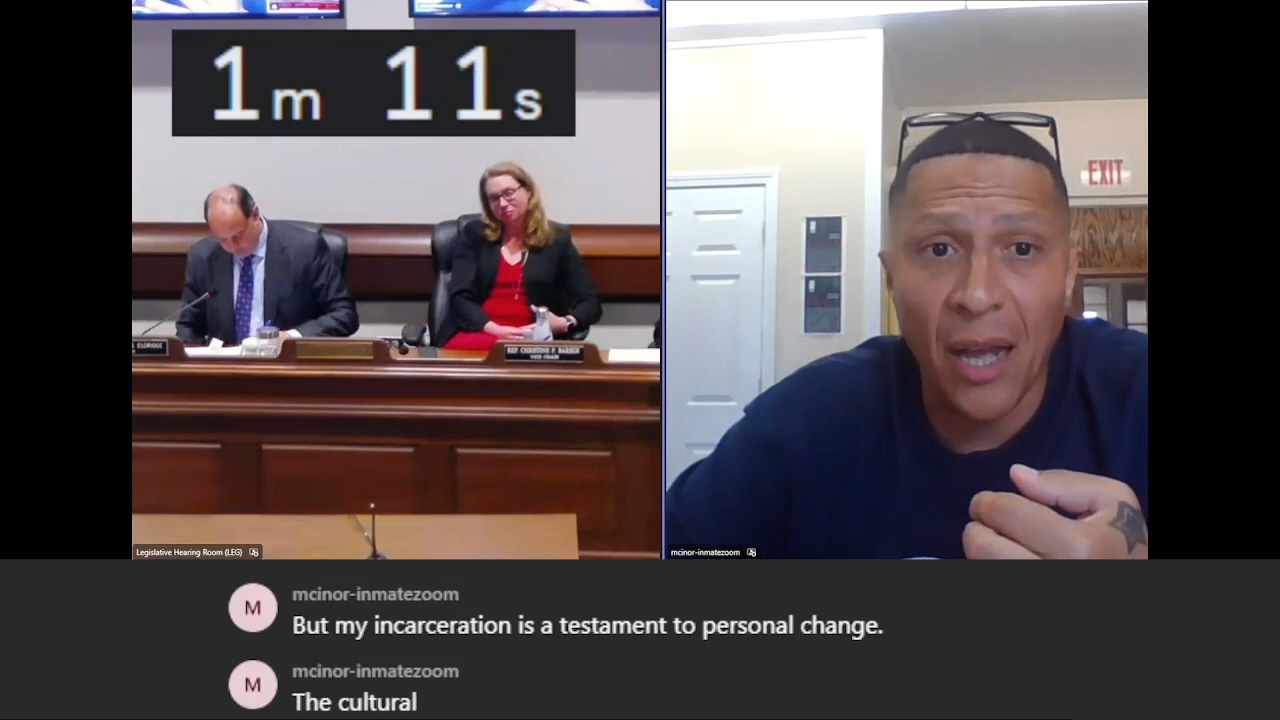 1m 11s
EXIT
ELDRIDGE
REP. CHRISTINE P. BARBER
VICE CHAIR
Legislative Hearing Room (LEG)
mcinor-inmatezoom
M
mcinor-inmatezoom
But my incarceration is a testament to personal change.
M
mcinor-inmatezoom
The cultural